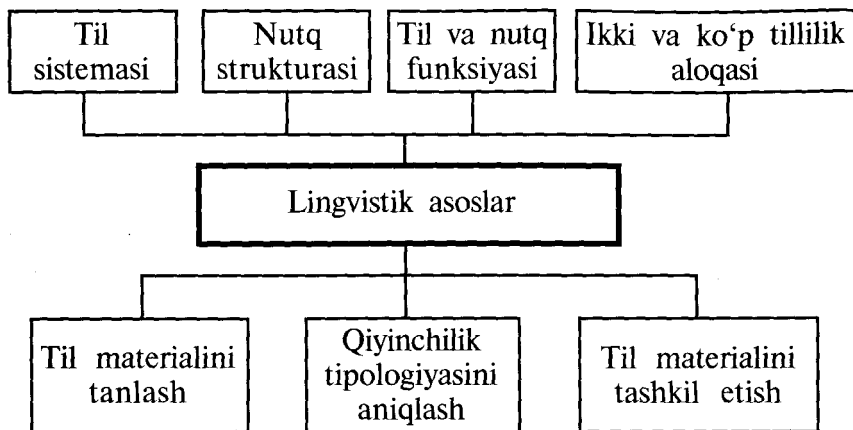 Til
sistemasi
Nutq
strukturasi
Til va nutq
funksiyasi
Ikki va ko‘p tillilik
aloqasi
Lingvistik asoslar
Til materialini
tanlash
Qiyinchilik
tipologiyasini
aniqlash
Til materialini
tashkil etish